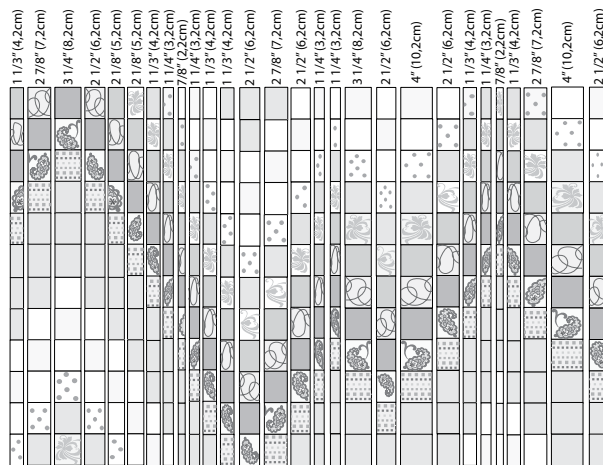 1 1/3" (4,2cm)
2 7/8" (7,2cm)
3 1/4" (8,2cm)
2 1/2" (6,2cm)
2 1/8" (5,2cm)
2 1/8" (5,2cm)
1 1/3" (4,2cm)
1 1/4" (3,2cm)
7/8" (2,2cm)
1 1/4" (3,2cm)
1 1/3" (4,2cm)
1 1/3" (4,2cm)
2 1/2" (6,2cm)
2 7/8" (7,2cm)
2 1/2" (6,2cm)
1 1/4" (3,2cm)
1 1/4" (3,2cm)
3 1/4" (8,2cm)
2 1/2" (6,2cm)
4" (10,2cm)
2 1/2" (6,2cm)
1 1/3" (4,2cm)
1 1/4" (3,2cm)
7/8" (2,2cm)
1 1/3" (4,2cm)
2 7/8" (7,2cm)
4" (10,2cm)
2 1/2" (6,2cm)